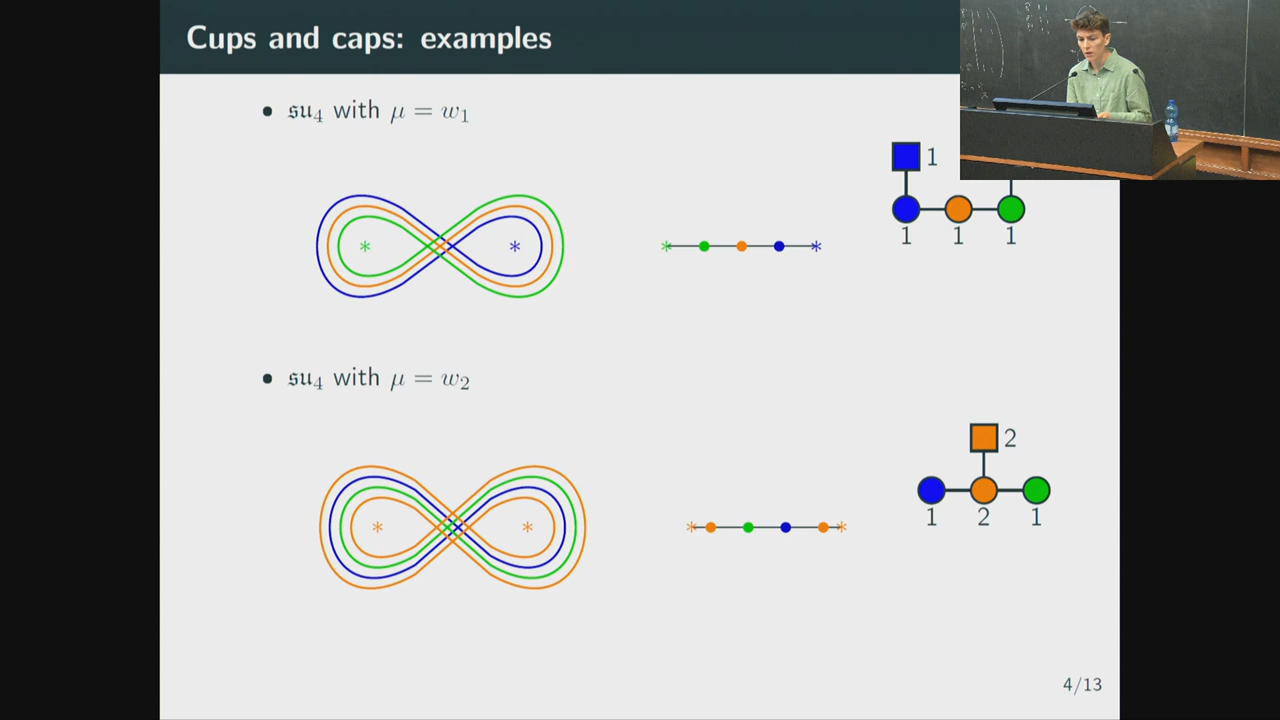 Cups and caps: examples
• 𝔰𝔲₄ with μ = w₁
1
1 1 1
• 𝔰𝔲₄ with μ = w₂
2
1 2 1
4/13